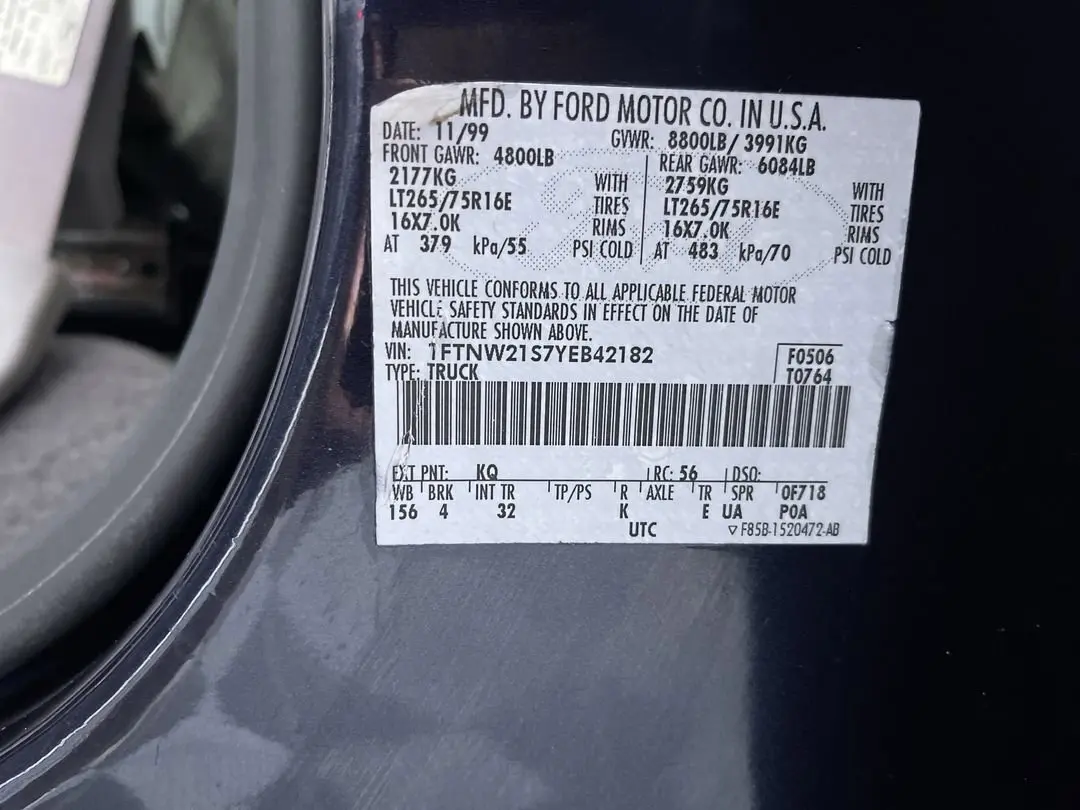 MFD. BY FORD MOTOR CO. IN U.S.A.
DATE: 11/99 GVWR: 8800LB/ 3991KG
FRONT GAWR: 4800LB REAR GAWR: 6084LB
2177KG WITH 2759KG WITH
LT265/75R16E TIRES LT265/75R16E TIRES
16X7.0K RIMS 16X7.0K RIMS
AT 379 kPa/55 PSI COLD AT 483 kPa/70 PSI COLD
THIS VEHICLE CONFORMS TO ALL APPLICABLE FEDERAL MOTOR
VEHICLE SAFETY STANDARDS IN EFFECT ON THE DATE OF
MANUFACTURE SHOWN ABOVE.
VIN: 1FTNW21S7YEB42182 F0506
TYPE: TRUCK T0764
EXT PNT: KQ RC: 56 DSO:
WB BRK INT TR TP/PS R AXLE TR SPR 0F718
156 4 32 K E UA P0A
UTC ▽F85B-1520472-AB